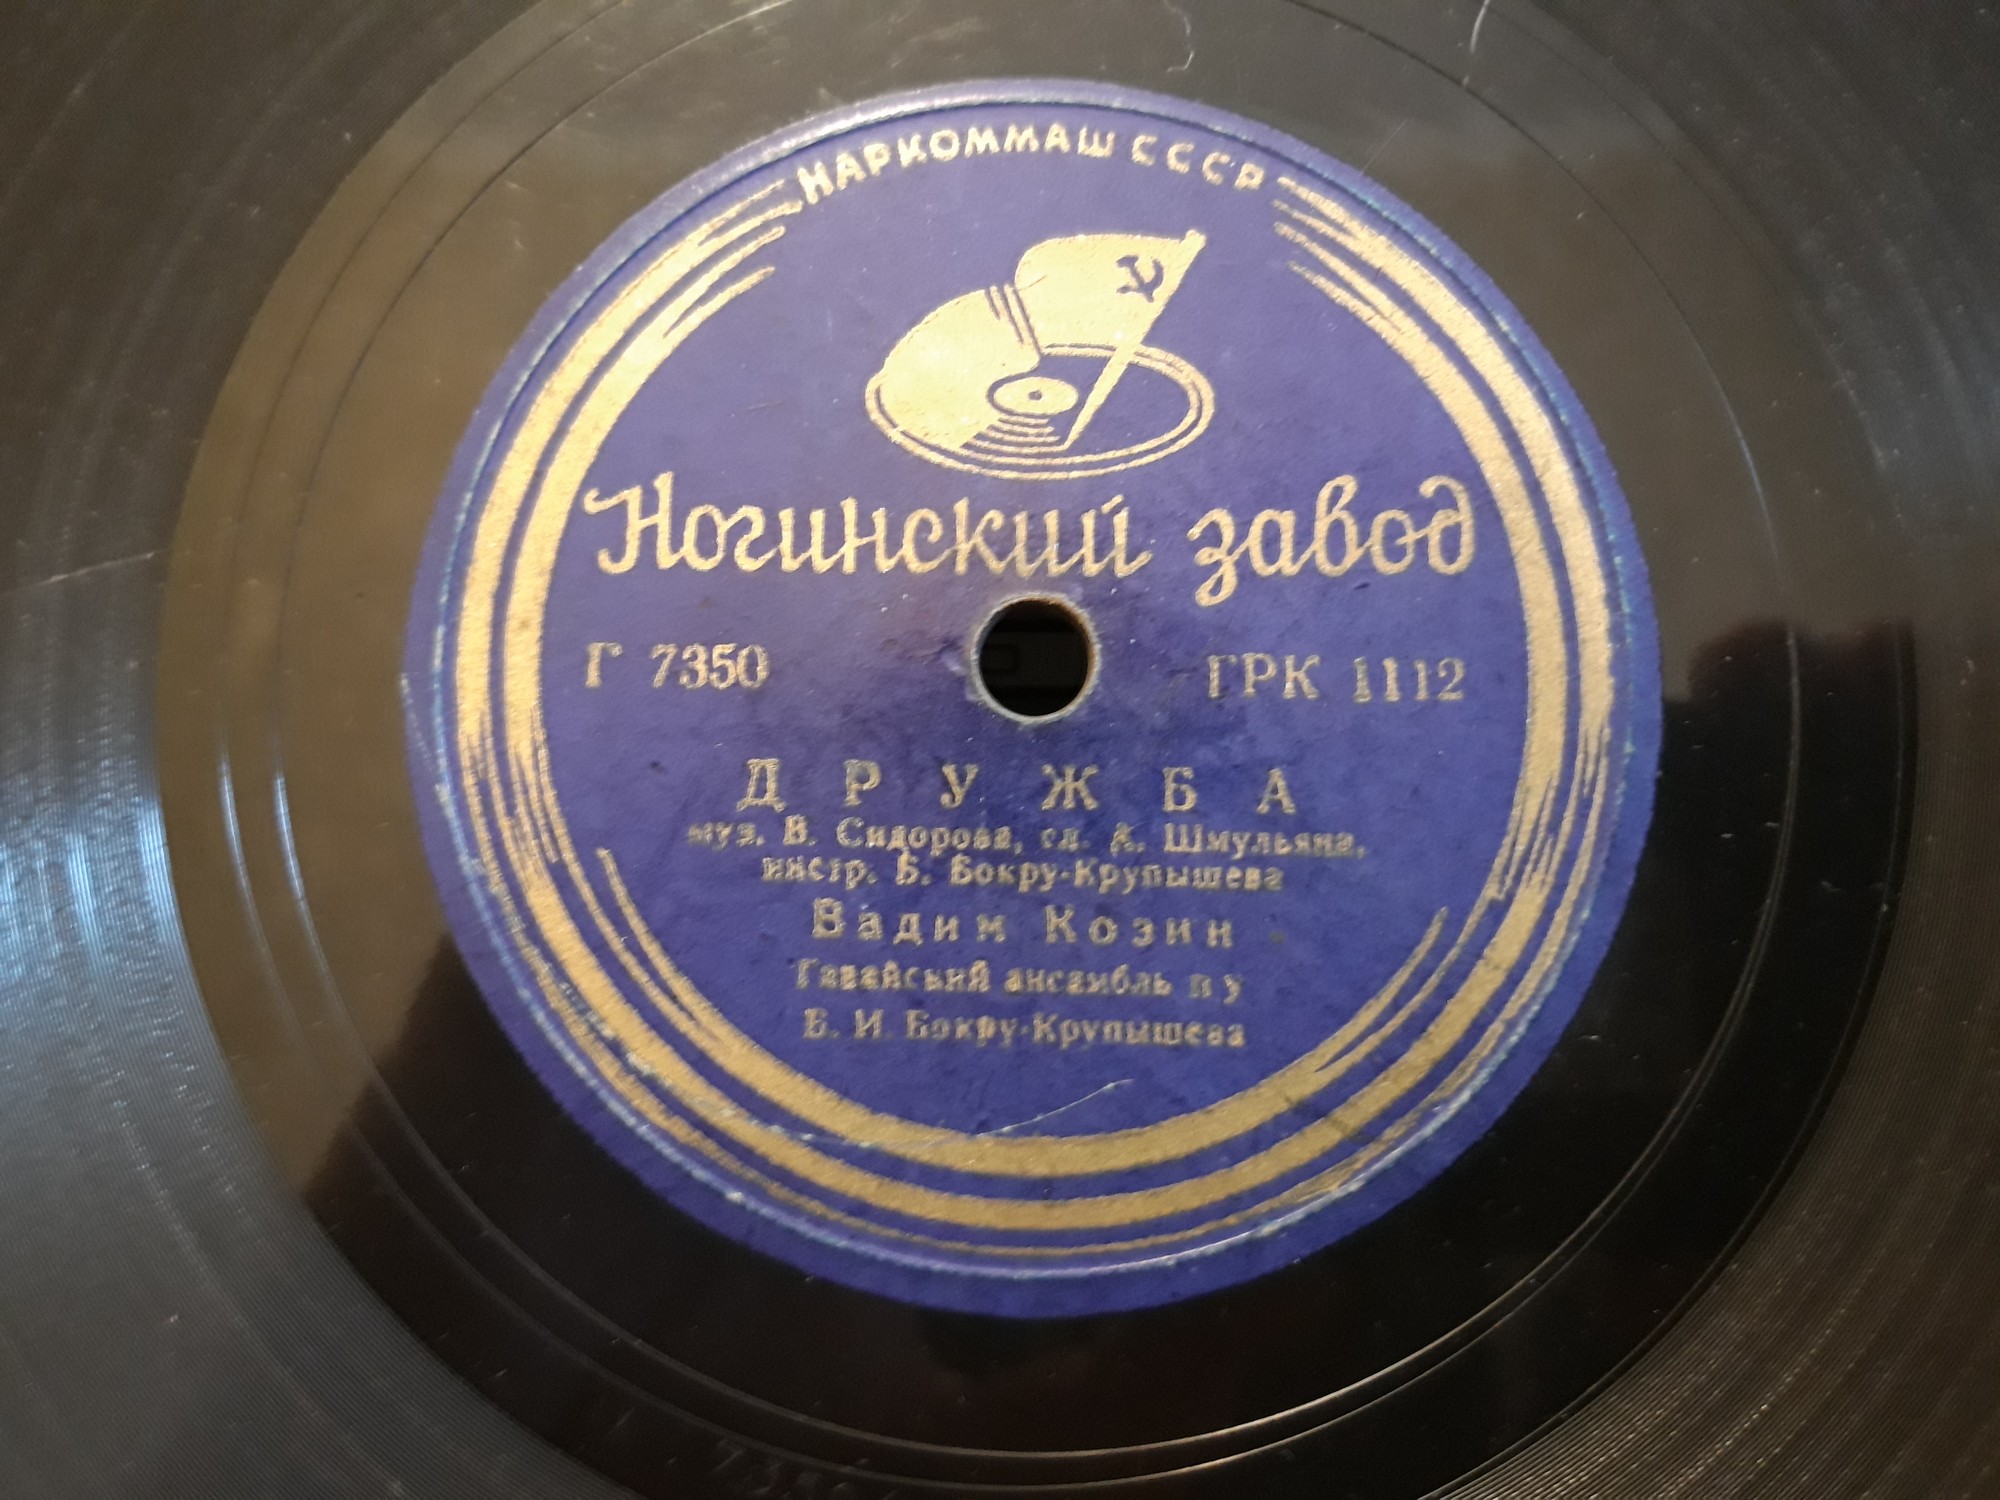 НАРКОММАШ СССР
Ногинский завод
Г 7350
ГРК 1112
ДРУЖБА
муз. В. Сидорова, сл. А. Шмульяна,
инстр. Б. Бокру-Крупышева
Вадим Козин
Гавайский ансамбль п у
Б. И. Бокру-Крупышева